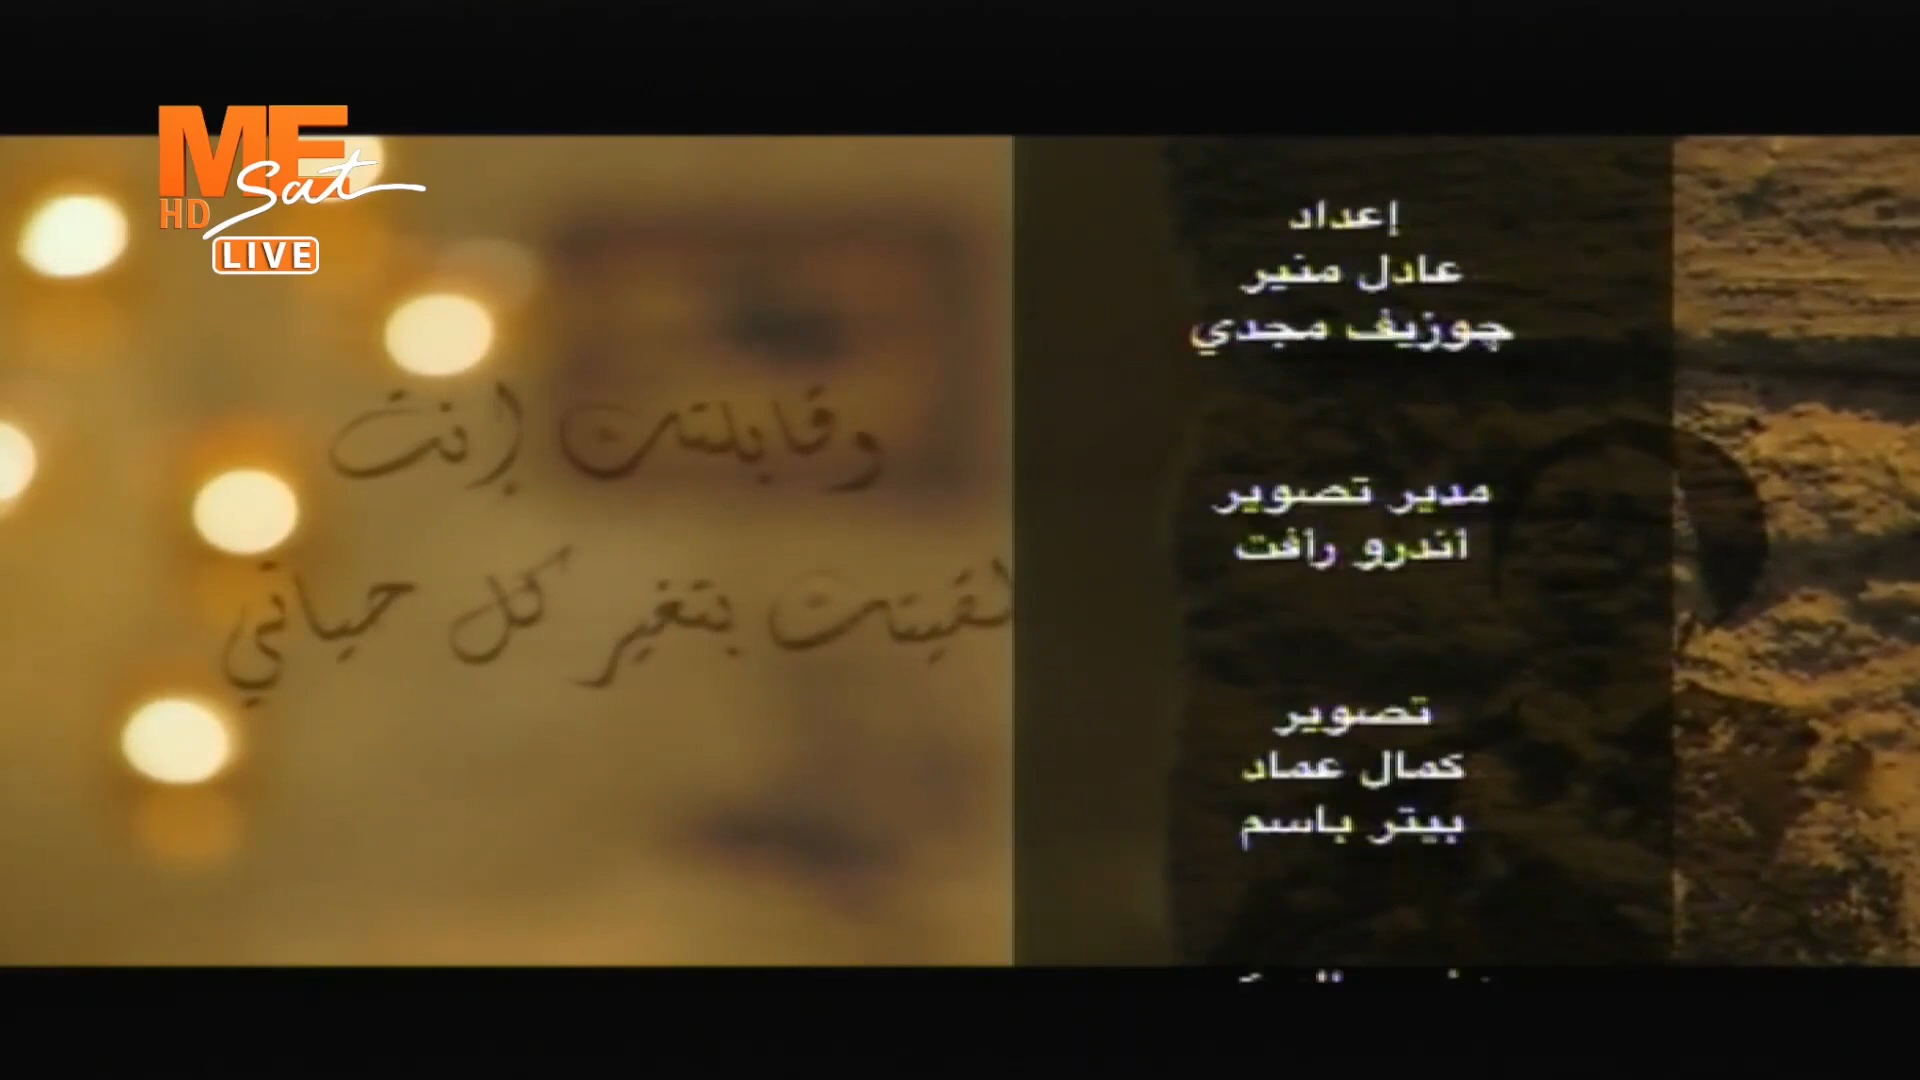 ME
Sat
HD
LIVE
إعداد
عادل منير
چوزيف مجدي
وقابلتك إنت
لقيتك بتغير كل حياتي
مدير تصوير
أندرو رأفت
تصوير
كمال عماد
بيتر باسم